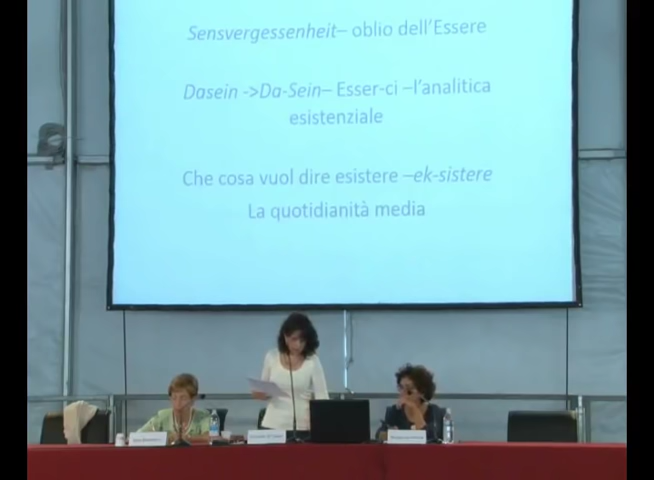 Sensvergessenheit– oblio dell'Essere
Dasein ->Da-Sein– Esser-ci –l'analitica
esistenziale
Che cosa vuol dire esistere –ek-sistere
La quotidianità media